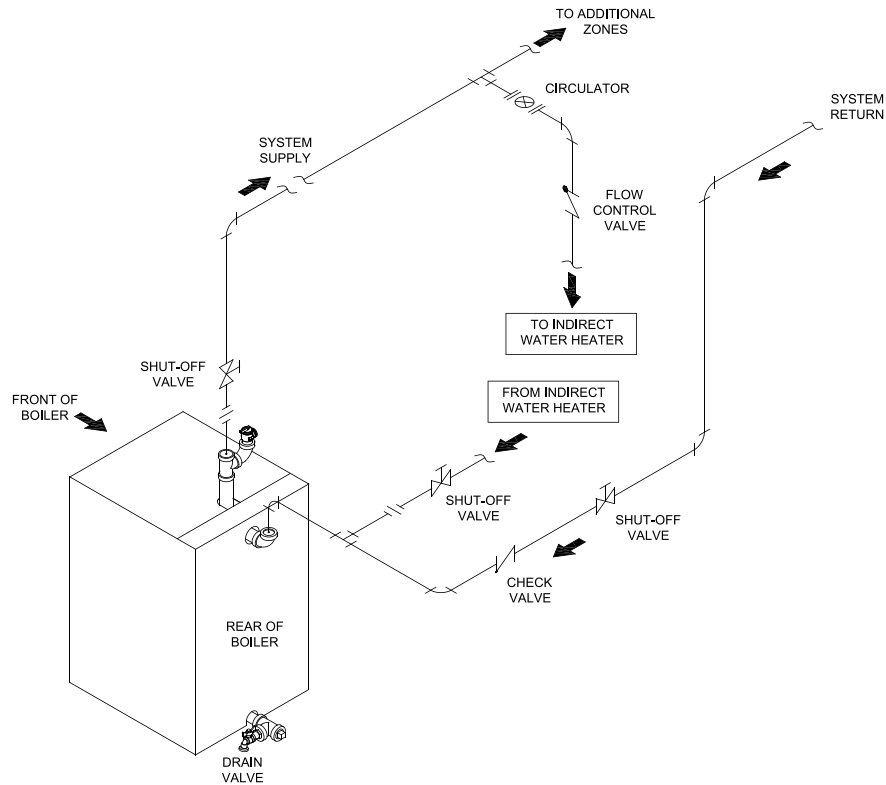 TO ADDITIONAL
ZONES
CIRCULATOR
SYSTEM
RETURN
SYSTEM
SUPPLY
FLOW
CONTROL
VALVE
TO INDIRECT
WATER HEATER
SHUT-OFF
VALVE
FROM INDIRECT
WATER HEATER
FRONT OF
BOILER
SHUT-OFF
VALVE
SHUT-OFF
VALVE
CHECK
VALVE
REAR OF
BOILER
DRAIN
VALVE